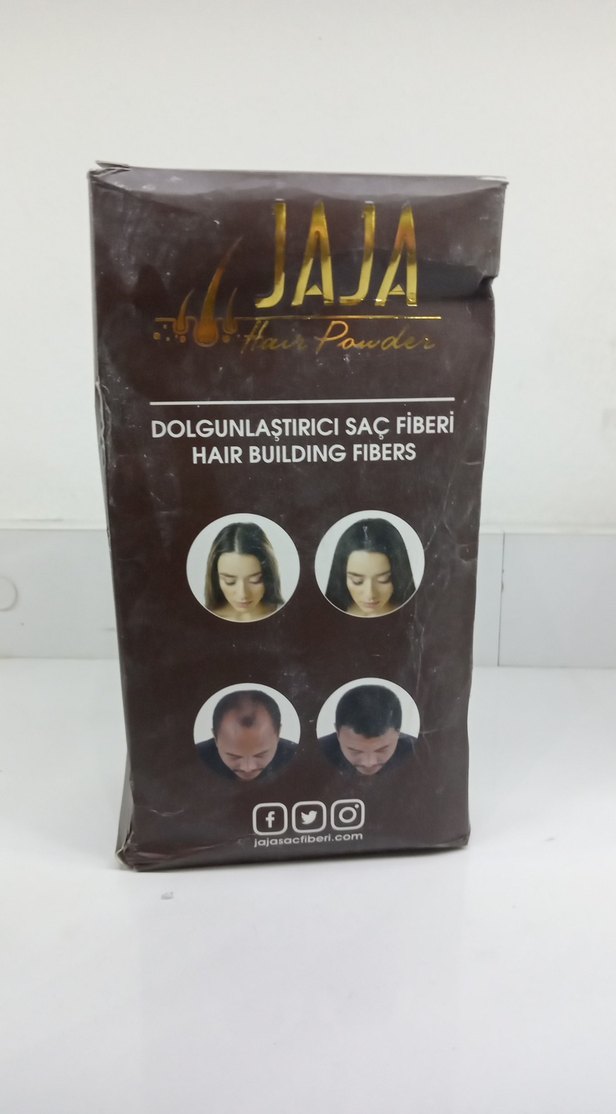 JAJA
Hair Powder
DOLGUNLAŞTIRICI SAÇ FİBERİ
HAIR BUILDING FIBERS
jajasacfiberi.com